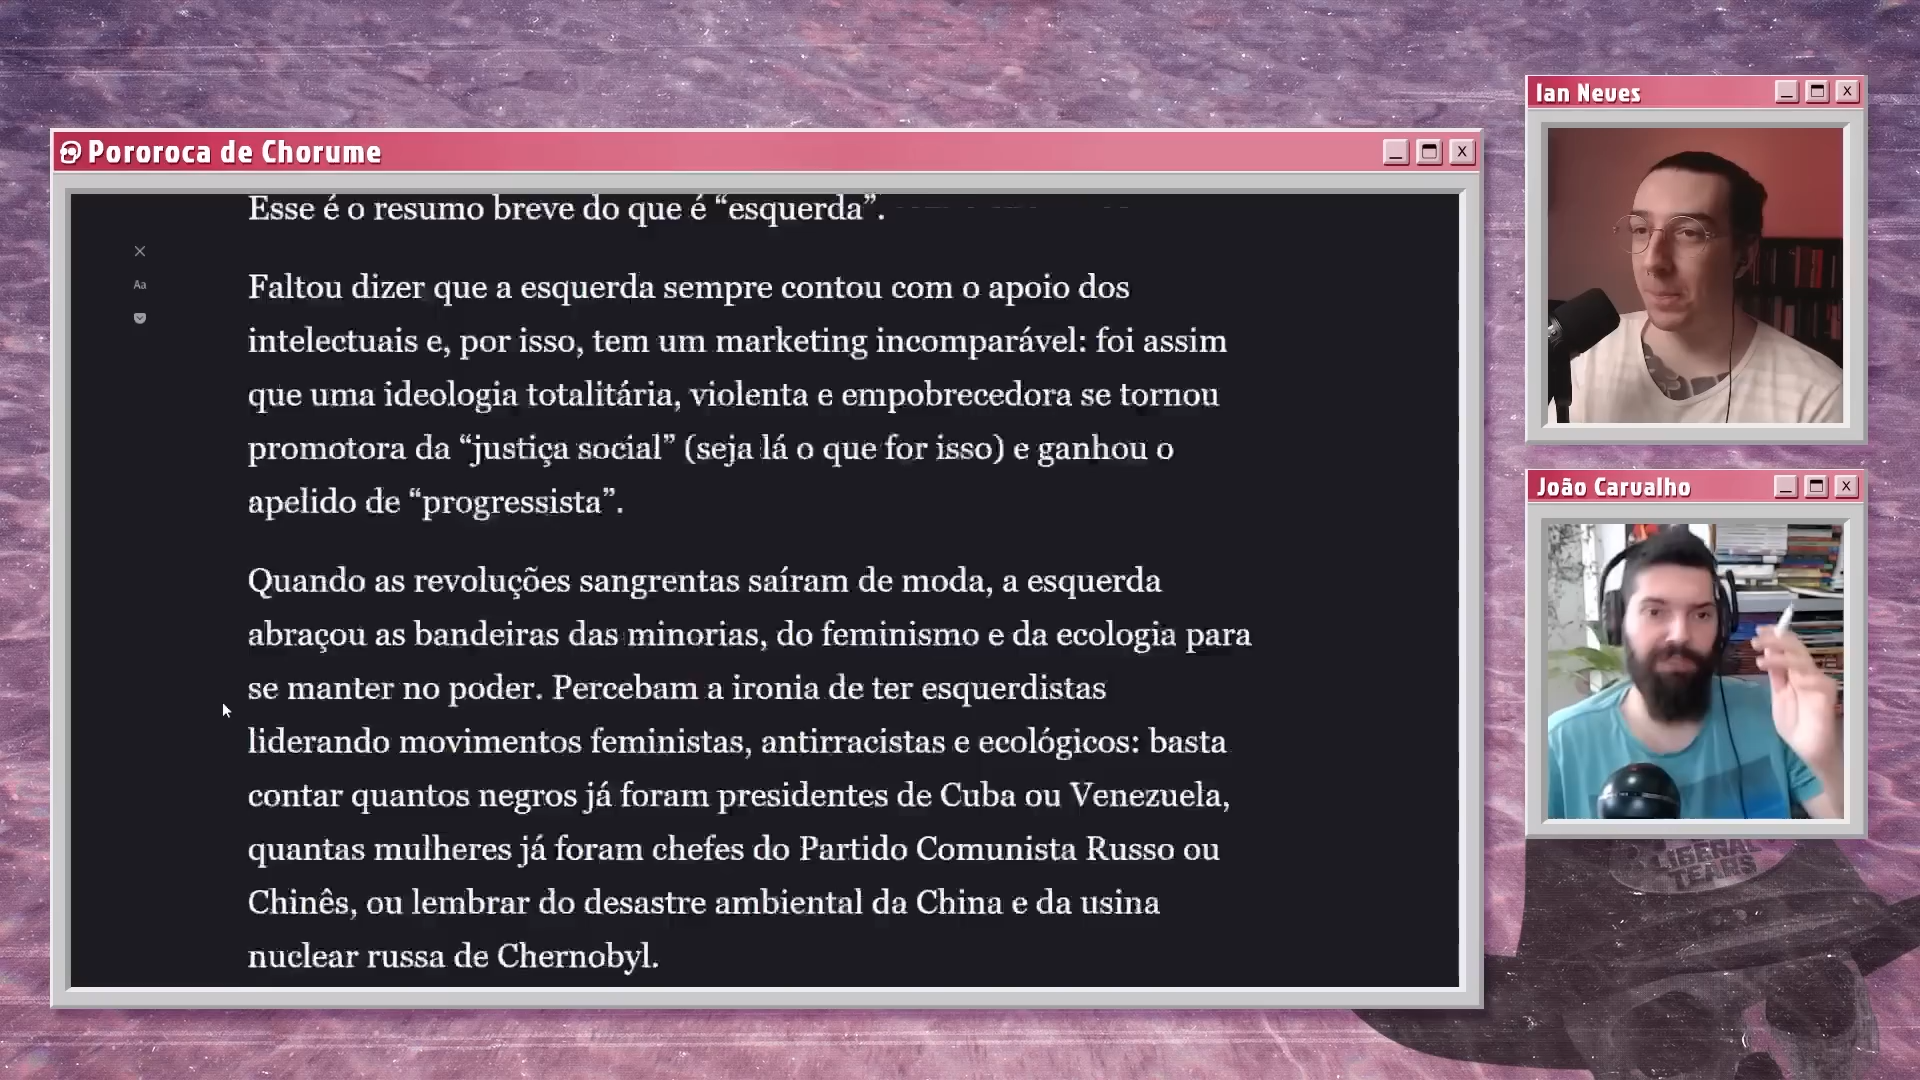 Pororoca de Chorume
Esse é o resumo breve do que é “esquerda”.
Aa
Faltou dizer que a esquerda sempre contou com o apoio dos
intelectuais e, por isso, tem um marketing incomparável: foi assim
que uma ideologia totalitária, violenta e empobrecedora se tornou
promotora da “justiça social” (seja lá o que for isso) e ganhou o
apelido de “progressista”.
Quando as revoluções sangrentas saíram de moda, a esquerda
abraçou as bandeiras das minorias, do feminismo e da ecologia para
se manter no poder. Percebam a ironia de ter esquerdistas
liderando movimentos feministas, antirracistas e ecológicos: basta
contar quantos negros já foram presidentes de Cuba ou Venezuela,
quantas mulheres já foram chefes do Partido Comunista Russo ou
Chinês, ou lembrar do desastre ambiental da China e da usina
nuclear russa de Chernobyl.
Ian Neves
João Carvalho
LIBERAL
TEARS